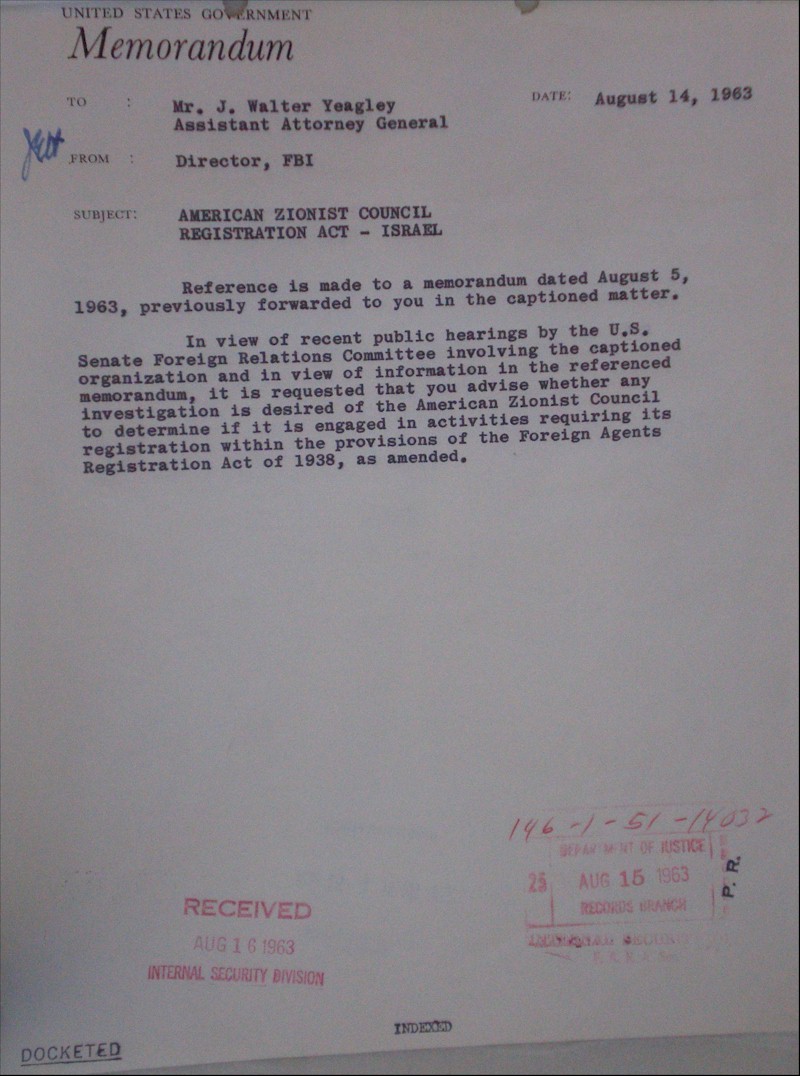 UNITED STATES GOVERNMENT
Memorandum
TO : Mr. J. Walter Yeagley
Assistant Attorney General
DATE: August 14, 1963
FROM : Director, FBI
SUBJECT: AMERICAN ZIONIST COUNCIL
REGISTRATION ACT - ISRAEL
Reference is made to a memorandum dated August 5,
1963, previously forwarded to you in the captioned matter.
In view of recent public hearings by the U.S.
Senate Foreign Relations Committee involving the captioned
organization and in view of information in the referenced
memorandum, it is requested that you advise whether any
investigation is desired of the American Zionist Council
to determine if it is engaged in activities requiring its
registration within the provisions of the Foreign Agents
Registration Act of 1938, as amended.
146-1-51-14032
DEPARTMENT OF JUSTICE
25 AUG 15 1963
RECORDS BRANCH
P. R.
RECEIVED
AUG 16 1963
INTERNAL SECURITY DIVISION
INDEXED
DOCKETED